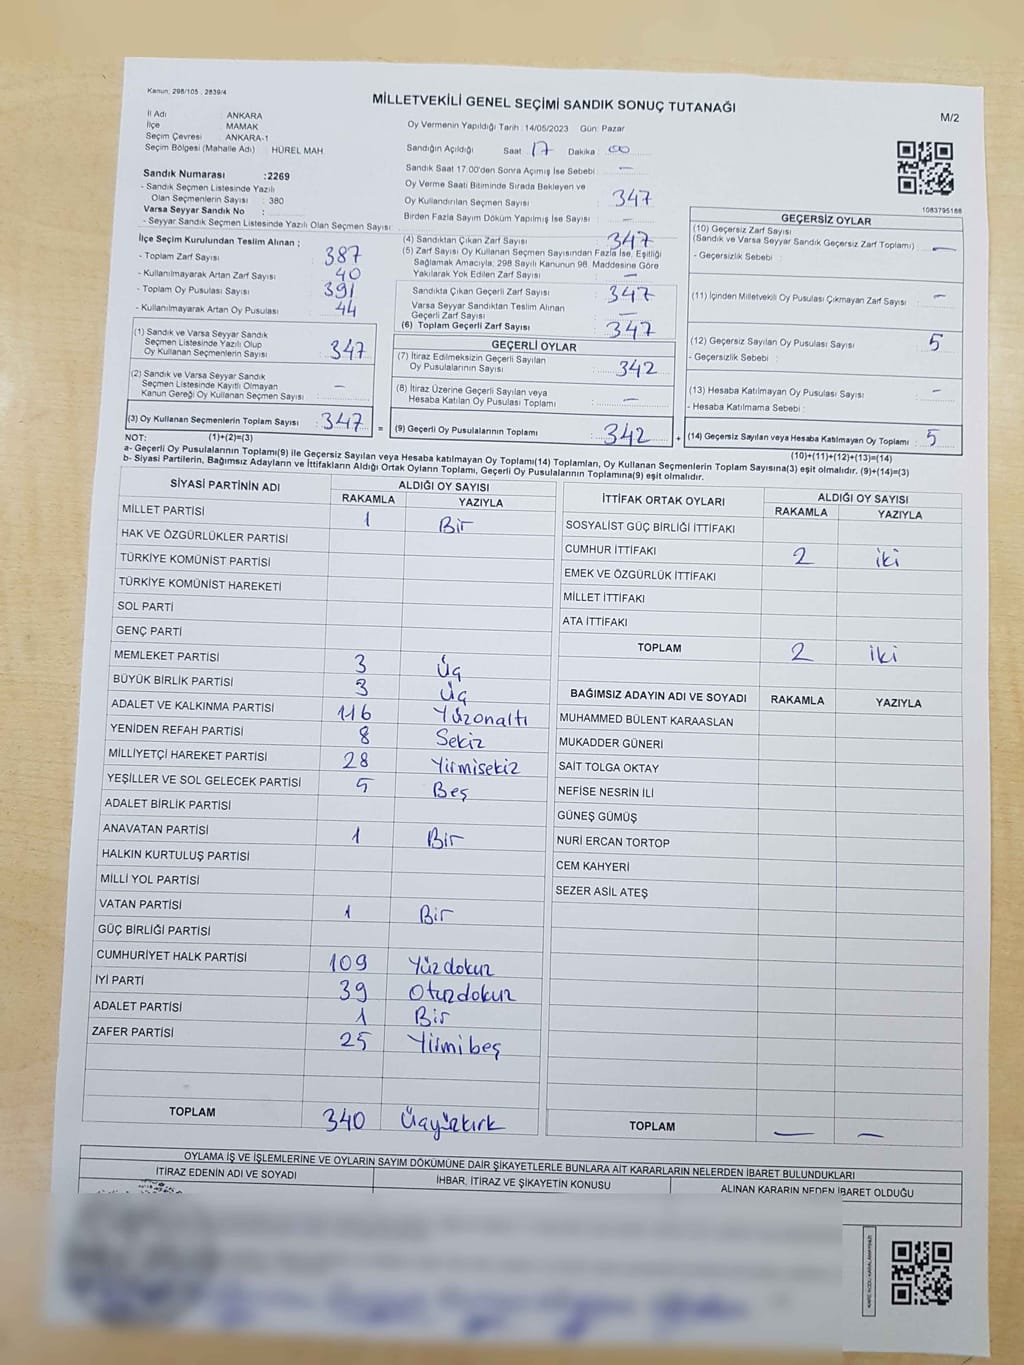 Kanun; 298/105 , 2839/4
MİLLETVEKİLİ GENEL SEÇİMİ SANDIK SONUÇ TUTANAĞI
M/2
İl Adı ANKARA
İlçe MAMAK
Seçim Çevresi ANKARA-1
Seçim Bölgesi (Mahalle Adı) HÜREL MAH
Oy Vermenin Yapıldığı Tarih : 14/05/2023 Gün: Pazar
Sandığın Açıldığı Saat : 17 Dakika : 00
Sandık Saat 17:00'den Sonra Açımış İse Sebebi : —
Oy Verme Saati Bitiminde Sırada Bekleyen ve
Oy Kullandırılan Seçmen Sayısı : 347
Birden Fazla Sayım Döküm Yapılmış İse Sayısı : —
1083795166
Sandık Numarası :2269
- Sandık Seçmen Listesinde Yazılı
Olan Seçmenlerin Sayısı : 380
Varsa Seyyar Sandık No :
- Seyyar Sandık Seçmen Listesinde Yazılı Olan Seçmen Sayısı :
İlçe Seçim Kurulundan Teslim Alınan ;
- Toplam Zarf Sayısı : 387
- Kullanılmayarak Artan Zarf Sayısı : 40
- Toplam Oy Pusulası Sayısı : 391
- Kullanılmayarak Artan Oy Pusulası : 44
(1) Sandık ve Varsa Seyyar Sandık
Seçmen Listesinde Yazılı Olup
Oy Kullanan Seçmenlerin Sayısı : 347
(2) Sandık ve Varsa Seyyar Sandık
Seçmen Listesinde Kayıtlı Olmayan
Kanun Gereği Oy Kullanan Seçmen Sayısı : —
(3) Oy Kullanan Seçmenlerin Toplam Sayısı : 347 =
(4) Sandıktan Çıkan Zarf Sayısı : 347
(5) Zarf Sayısı Oy Kullanan Seçmen Sayısından Fazla İse, Eşitliği
Sağlamak Amacıyla; 298 Sayılı Kanunun 98. Maddesine Göre
Yakılarak Yok Edilen Zarf Sayısı : —
Sandıkta Çıkan Geçerli Zarf Sayısı : 347
Varsa Seyyar Sandıktan Teslim Alınan
Geçerli Zarf Sayısı : —
(6) Toplam Geçerli Zarf Sayısı : 347
GEÇERLİ OYLAR
(7) İtiraz Edilmeksizin Geçerli Sayılan
Oy Pusulalarının Sayısı : 342
(8) İtiraz Üzerine Geçerli Sayılan veya
Hesaba Katılan Oy Pusulası Toplamı : —
(9) Geçerli Oy Pusulalarının Toplamı : 342 +
GEÇERSİZ OYLAR
(10) Geçersiz Zarf Sayısı
(Sandık ve Varsa Seyyar Sandık Geçersiz Zarf Toplamı) : —
- Geçersizlik Sebebi :
(11) İçinden Milletvekili Oy Pusulası Çıkmayan Zarf Sayısı : —
(12) Geçersiz Sayılan Oy Pusulası Sayısı : 5
- Geçersizlik Sebebi :
(13) Hesaba Katılmayan Oy Pusulası Sayısı : —
- Hesaba Katılmama Sebebi :
(14) Geçersiz Sayılan veya Hesaba Katılmayan Oy Toplamı : 5
NOT: (1)+(2)=(3)
(10)+(11)+(12)+(13)=(14)
a- Geçerli Oy Pusulalarının Toplamı(9) ile Geçersiz Sayılan veya Hesaba katılmayan Oy Toplamı(14) Toplamları, Oy Kullanan Seçmenlerin Toplam Sayısına(3) eşit olmalıdır. (9)+(14)=(3)
b- Siyasi Partilerin, Bağımsız Adayların ve İttifakların Aldığı Ortak Oyların Toplamı, Geçerli Oy Pusulalarının Toplamına(9) eşit olmalıdır.
SİYASİ PARTİNİN ADI ALDIĞI OY SAYISI
RAKAMLA YAZIYLA
MİLLET PARTİSİ 1 Bir
HAK VE ÖZGÜRLÜKLER PARTİSİ
TÜRKİYE KOMÜNİST PARTİSİ
TÜRKİYE KOMÜNİST HAREKETİ
SOL PARTİ
GENÇ PARTİ
MEMLEKET PARTİSİ 3 Üç
BÜYÜK BİRLİK PARTİSİ 3 Üç
ADALET VE KALKINMA PARTİSİ 116 Yüzonaltı
YENİDEN REFAH PARTİSİ 8 Sekiz
MİLLİYETÇİ HAREKET PARTİSİ 28 Yirmisekiz
YEŞİLLER VE SOL GELECEK PARTİSİ 5 Beş
ADALET BİRLİK PARTİSİ
ANAVATAN PARTİSİ 1 Bir
HALKIN KURTULUŞ PARTİSİ
MİLLİ YOL PARTİSİ
VATAN PARTİSİ 1 Bir
GÜÇ BİRLİĞİ PARTİSİ
CUMHURİYET HALK PARTİSİ 109 Yüzdokuz
İYİ PARTİ 39 Otuzdokuz
ADALET PARTİSİ 1 Bir
ZAFER PARTİSİ 25 Yirmibeş
TOPLAM 340 Üçyüzkırk
İTTİFAK ORTAK OYLARI ALDIĞI OY SAYISI
RAKAMLA YAZIYLA
SOSYALİST GÜÇ BİRLİĞİ İTTİFAKI
CUMHUR İTTİFAKI 2 iki
EMEK VE ÖZGÜRLÜK İTTİFAKI
MİLLET İTTİFAKI
ATA İTTİFAKI
TOPLAM 2 iki
BAĞIMSIZ ADAYIN ADI VE SOYADI RAKAMLA YAZIYLA
MUHAMMED BÜLENT KARAASLAN
MUKADDER GÜNERİ
SAİT TOLGA OKTAY
NEFİSE NESRİN İLİ
GÜNEŞ GÜMÜŞ
NURİ ERCAN TORTOP
CEM KAHYERİ
SEZER ASİL ATEŞ
TOPLAM — —
OYLAMA İŞ VE İŞLEMLERİNE VE OYLARIN SAYIM DÖKÜMÜNE DAİR ŞİKAYETLERLE BUNLARA AİT KARARLARIN NELERDEN İBARET BULUNDUKLARI
İTİRAZ EDENİN ADI VE SOYADI İHBAR, İTİRAZ VE ŞİKAYETİN KONUSU ALINAN KARARIN NEDEN İBARET OLDUĞU